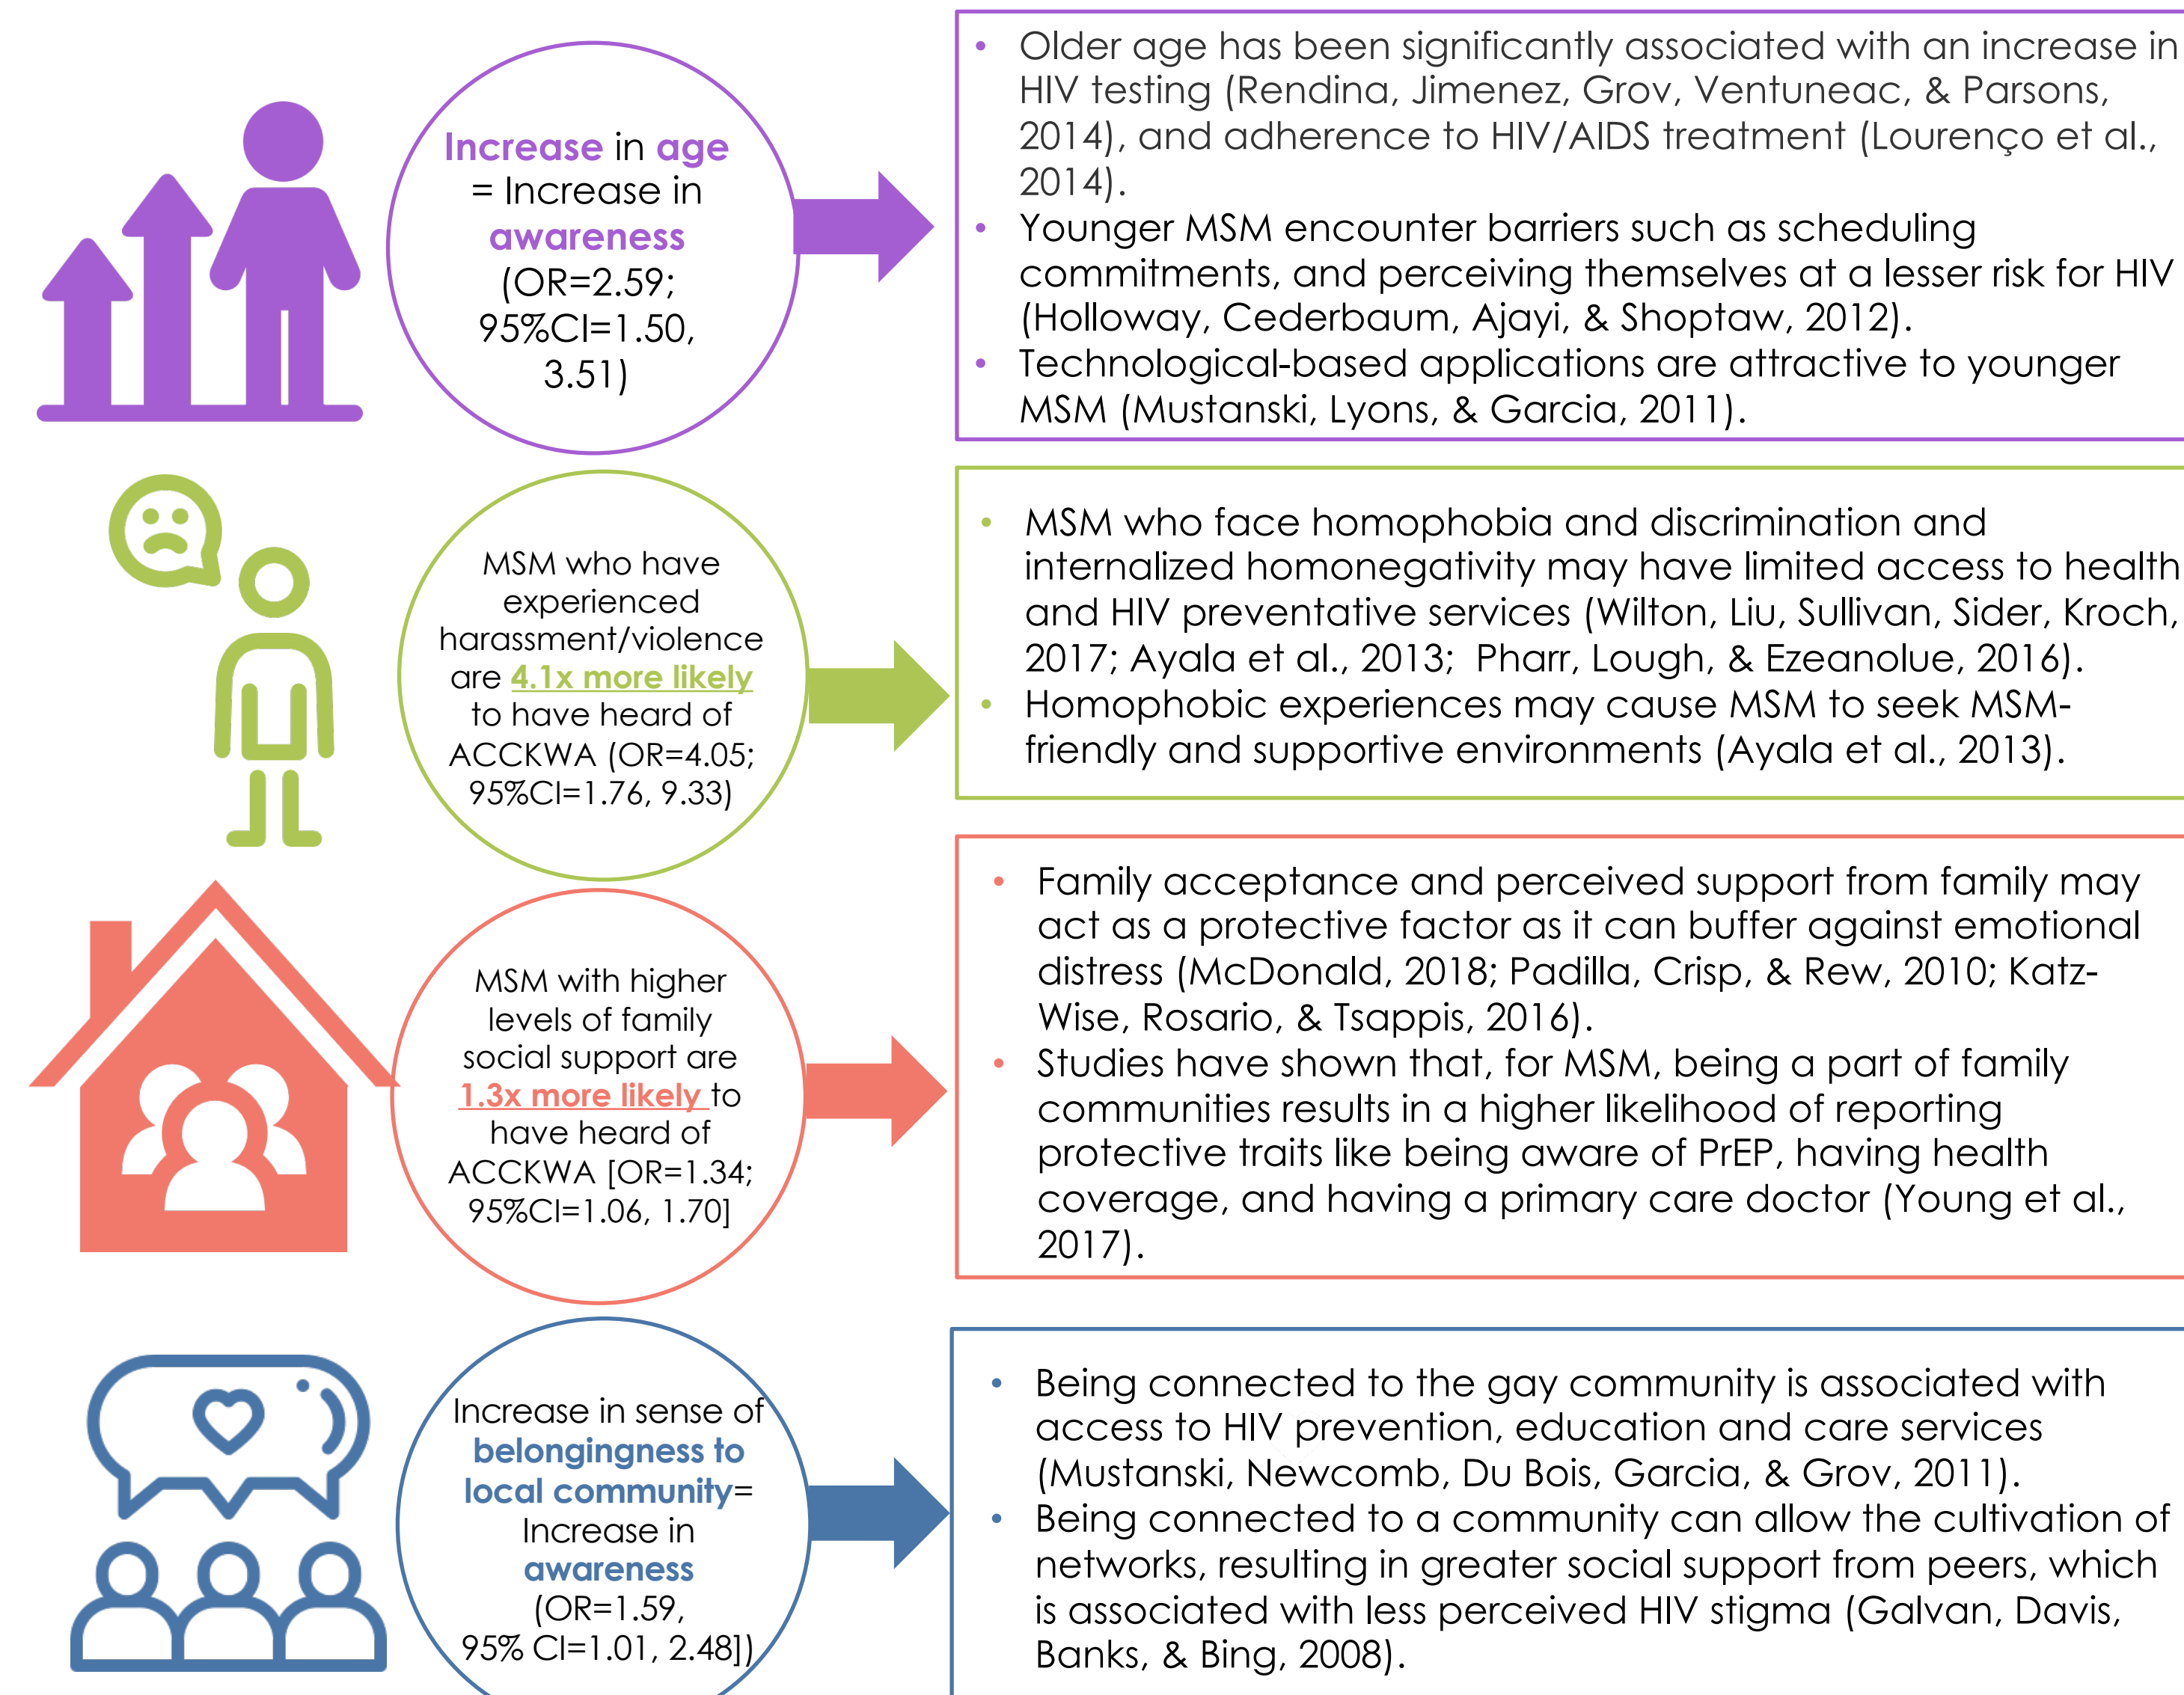 Increase in age
= Increase in
awareness
(OR=2.59;
95%CI=1.50,
3.51)
• Older age has been significantly associated with an increase in
HIV testing (Rendina, Jimenez, Grov, Ventuneac, & Parsons,
2014), and adherence to HIV/AIDS treatment (Lourenço et al.,
2014).
• Younger MSM encounter barriers such as scheduling
commitments, and perceiving themselves at a lesser risk for HIV
(Holloway, Cederbaum, Ajayi, & Shoptaw, 2012).
• Technological-based applications are attractive to younger
MSM (Mustanski, Lyons, & Garcia, 2011).
MSM who have
experienced
harassment/violence
are 4.1x more likely
to have heard of
ACCKWA (OR=4.05;
95%CI=1.76, 9.33)
• MSM who face homophobia and discrimination and
internalized homonegativity may have limited access to health
and HIV preventative services (Wilton, Liu, Sullivan, Sider, Kroch,
2017; Ayala et al., 2013; Pharr, Lough, & Ezeanolue, 2016).
• Homophobic experiences may cause MSM to seek MSM-
friendly and supportive environments (Ayala et al., 2013).
MSM with higher
levels of family
social support are
1.3x more likely to
have heard of
ACCKWA [OR=1.34;
95%CI=1.06, 1.70]
• Family acceptance and perceived support from family may
act as a protective factor as it can buffer against emotional
distress (McDonald, 2018; Padilla, Crisp, & Rew, 2010; Katz-
Wise, Rosario, & Tsappis, 2016).
• Studies have shown that, for MSM, being a part of family
communities results in a higher likelihood of reporting
protective traits like being aware of PrEP, having health
coverage, and having a primary care doctor (Young et al.,
2017).
Increase in sense of
belongingness to
local community=
Increase in
awareness
(OR=1.59,
95% CI=1.01, 2.48])
• Being connected to the gay community is associated with
access to HIV prevention, education and care services
(Mustanski, Newcomb, Du Bois, Garcia, & Grov, 2011).
• Being connected to a community can allow the cultivation of
networks, resulting in greater social support from peers, which
is associated with less perceived HIV stigma (Galvan, Davis,
Banks, & Bing, 2008).